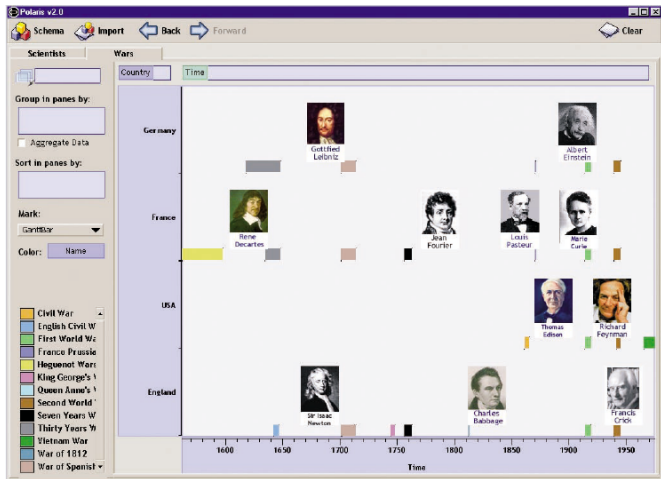 Polaris v2.0
Schema Import Back Forward Clear
Scientists Wars
Country Time
Group in panes by:
Aggregate Data
Sort in panes by:
Mark:
GanttBar
Color: Name
Civil War
English Civil W
First World Wa
Franco Prussia
Heguenot Wars
King George's W
Queen Anne's W
Second World
Seven Years W
Thirty Years W
Vietnam War
War of 1812
War of Spanish
Germany
Gottfied
Leibniz
Albert
Einstein
France
Rene
Decartes
Jean
Fourier
Louis
Pasteur
Marie
Curie
USA
Thomas
Edison
Richard
Feynman
England
Sir Isaac
Newton
Charles
Babbage
Francis
Crick
1600 1650 1700 1750 1800 1850 1900 1950
Time